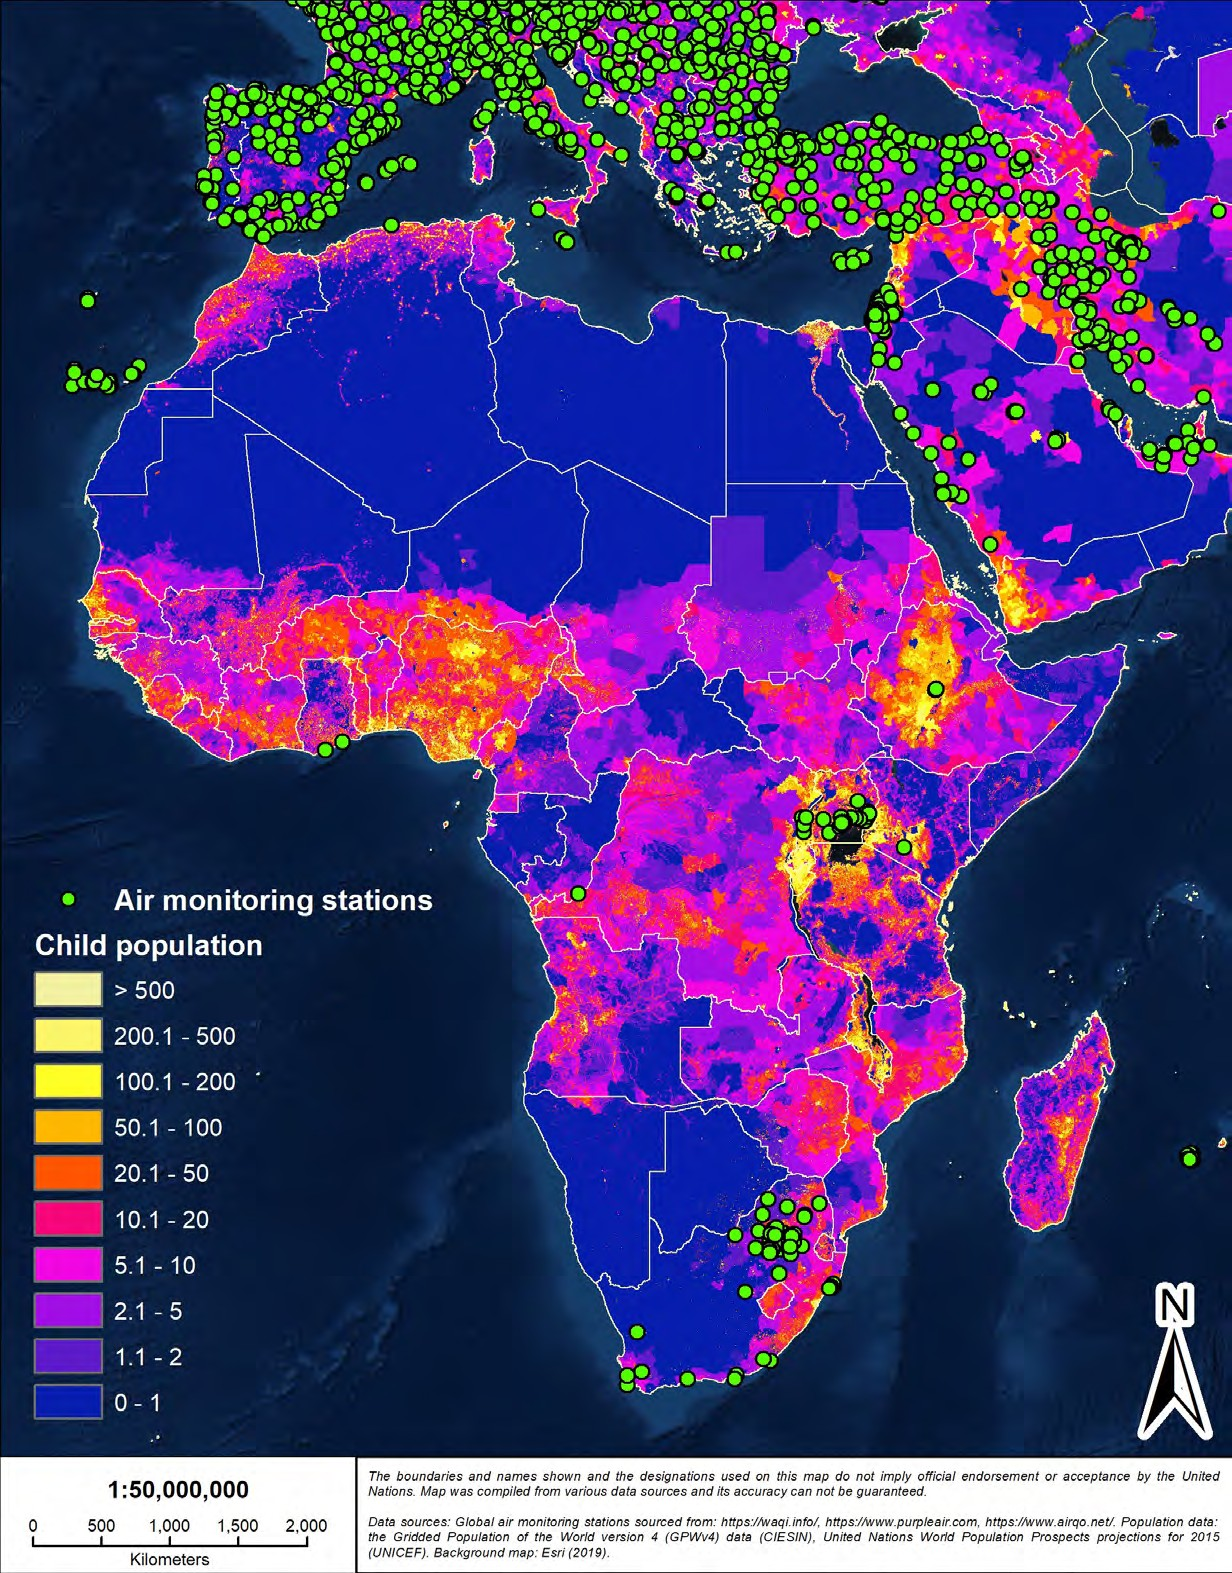 Air monitoring stations
Child population
> 500
200.1 - 500
100.1 - 200
50.1 - 100
20.1 - 50
10.1 - 20
5.1 - 10
2.1 - 5
1.1 - 2
0 - 1
N
1:50,000,000
0 500 1,000 1,500 2,000
Kilometers
The boundaries and names shown and the designations used on this map do not imply official endorsement or acceptance by the United
Nations. Map was compiled from various data sources and its accuracy can not be guaranteed.
Data sources: Global air monitoring stations sourced from: https://waqi.info/, https://www.purpleair.com, https://www.airqo.net/. Population data:
the Gridded Population of the World version 4 (GPWv4) data (CIESIN), United Nations World Population Prospects projections for 2015
(UNICEF). Background map: Esri (2019).